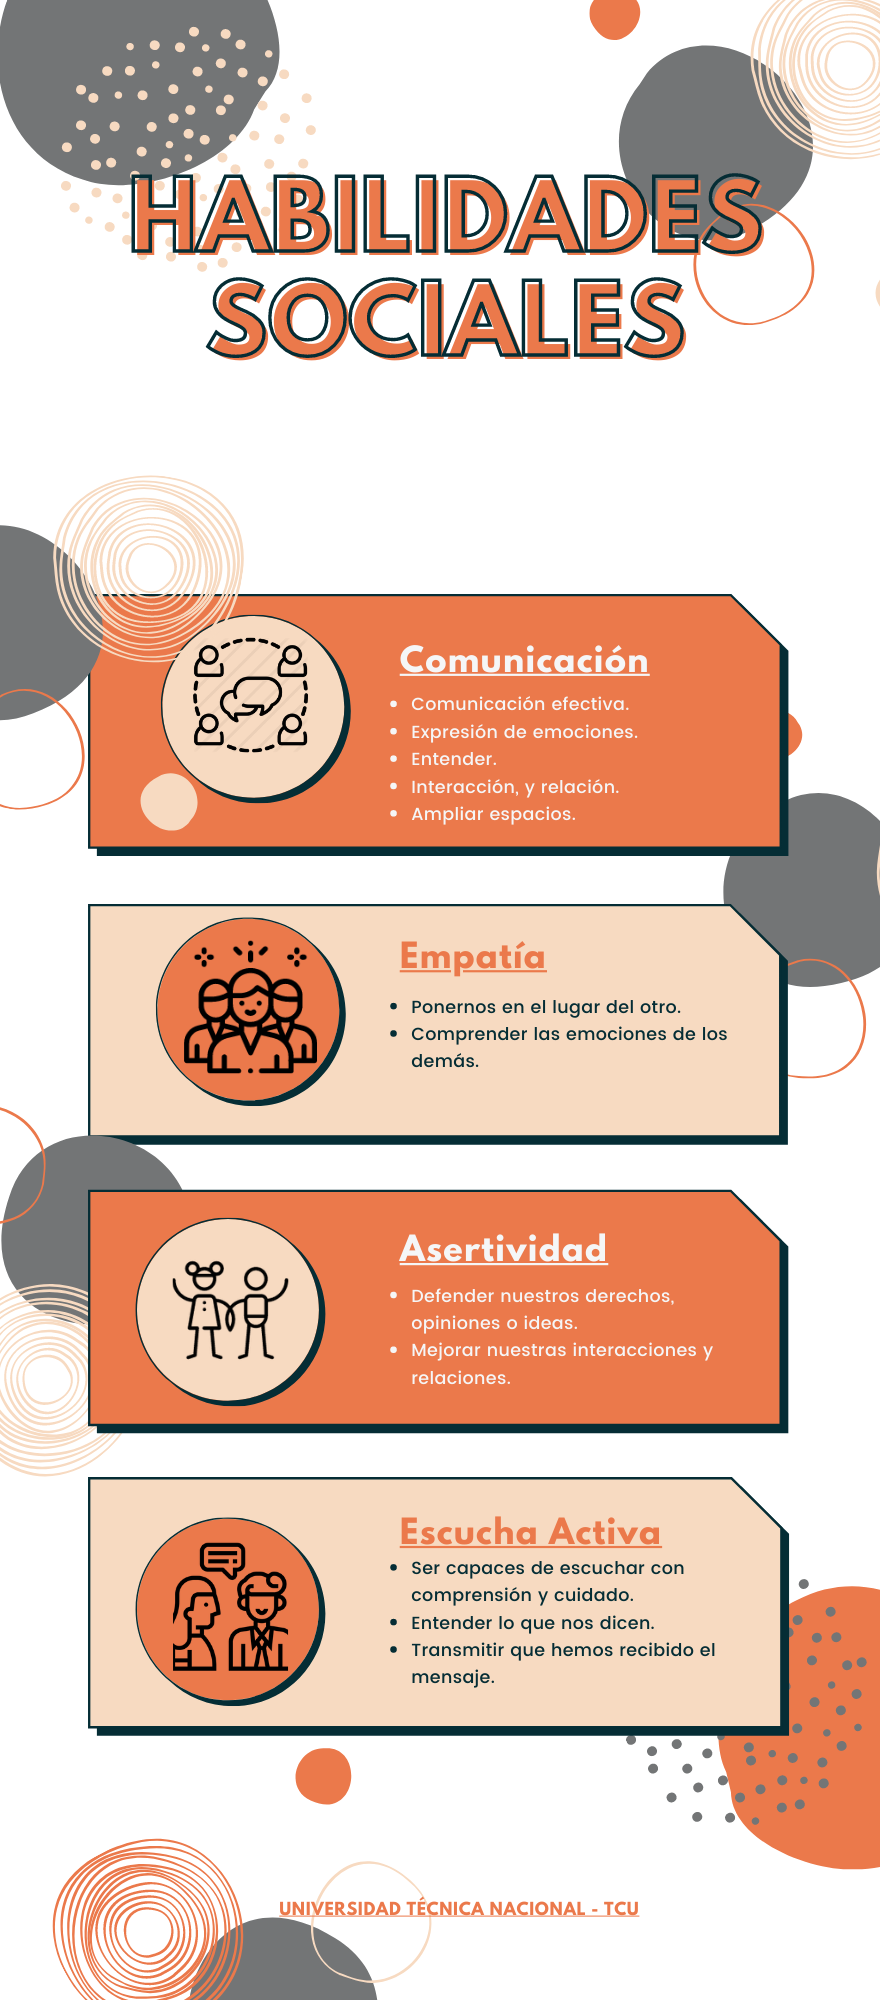 HABILIDADES
SOCIALES
Comunicación
• Comunicación efectiva.
• Expresión de emociones.
• Entender.
• Interacción, y relación.
• Ampliar espacios.
Empatía
• Ponernos en el lugar del otro.
• Comprender las emociones de los
demás.
Asertividad
• Defender nuestros derechos,
opiniones o ideas.
• Mejorar nuestras interacciones y
relaciones.
Escucha Activa
• Ser capaces de escuchar con
comprensión y cuidado.
• Entender lo que nos dicen.
• Transmitir que hemos recibido el
mensaje.
UNIVERSIDAD TÉCNICA NACIONAL - TCU